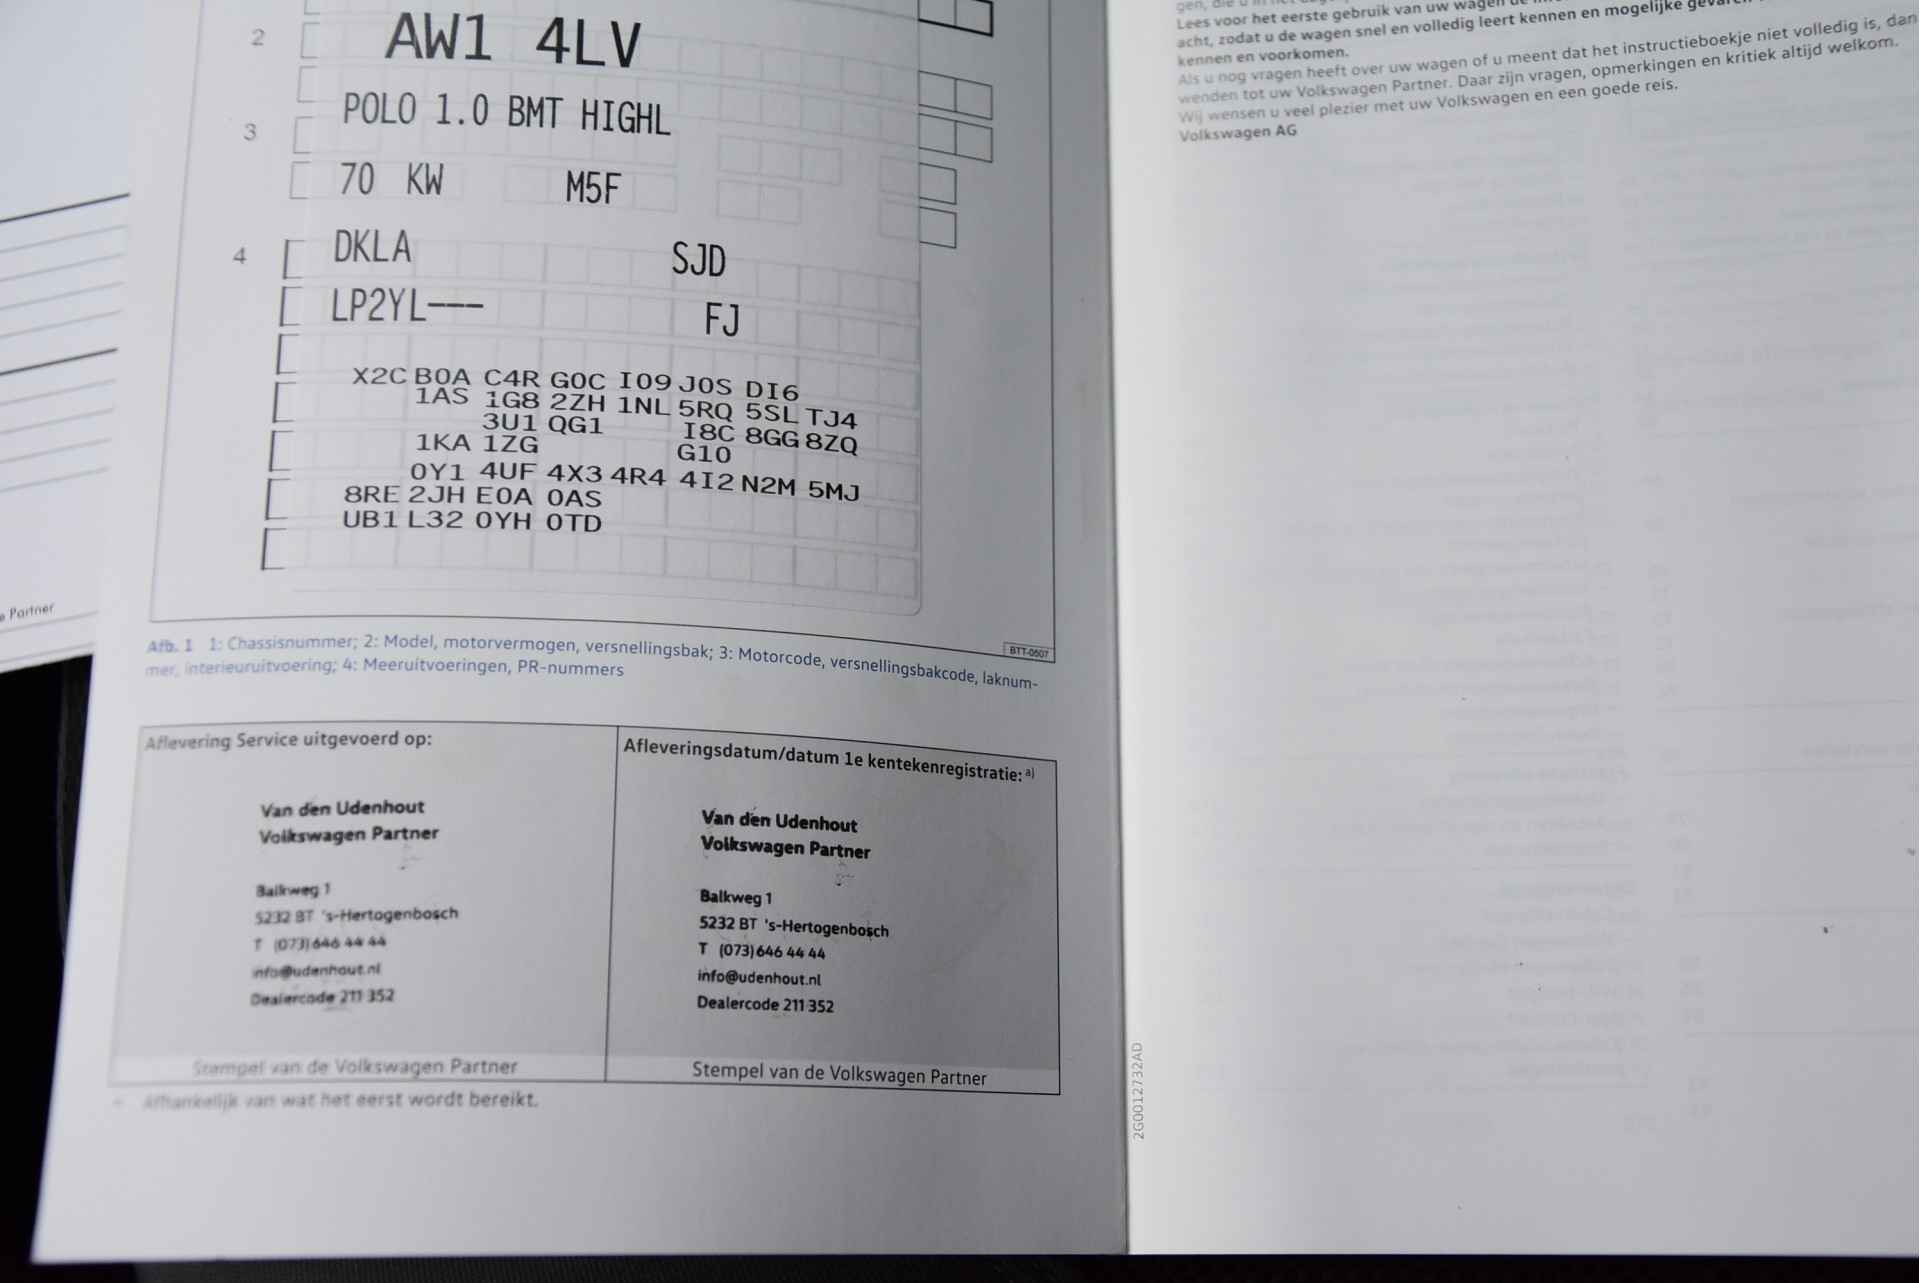 2
AW1 4LV
POLO 1.0 BMT HIGHL
3
70 KW M5F
4
DKLA SJD
LP2YL--- FJ
X2C B0A C4R G0C I09 J0S DI6
1AS 1G8 2ZH 1NL 5RQ 5SL TJ4
3U1 QG1 I8C 8GG 8ZQ
1KA 1ZG G10
0Y1 4UF 4X3 4R4 4I2 N2M 5MJ
8RE 2JH E0A 0AS
UB1 L32 0YH 0TD
BTT-0607
Afb. 1 1: Chassisnummer; 2: Model, motorvermogen, versnellingsbak; 3: Motorcode, versnellingsbakcode, laknum-
mer, interieuruitvoering; 4: Meeruitvoeringen, PR-nummers
Aflevering Service uitgevoerd op:
Van den Udenhout
Volkswagen Partner
Balkweg 1
5232 BT 's-Hertogenbosch
T (073) 646 44 44
info@udenhout.nl
Dealercode 211 352
Stempel van de Volkswagen Partner
Afleveringsdatum/datum 1e kentekenregistratie: a)
Van den Udenhout
Volkswagen Partner
Balkweg 1
5232 BT 's-Hertogenbosch
T (073) 646 44 44
info@udenhout.nl
Dealercode 211 352
Stempel van de Volkswagen Partner
Afhankelijk van wat het eerst wordt bereikt.
e Partner
Lees voor het eerste gebruik van uw wagen de
acht, zodat u de wagen snel en volledig leert kennen en mogelijke
kennen en voorkomen.
Als u nog vragen heeft over uw wagen of u meent dat het instructieboekje niet volledig is, dan
wenden tot uw Volkswagen Partner. Daar zijn vragen, opmerkingen en kritiek altijd welkom.
Wij wensen u veel plezier met uw Volkswagen en een goede reis.
Volkswagen AG
2G0012732AD